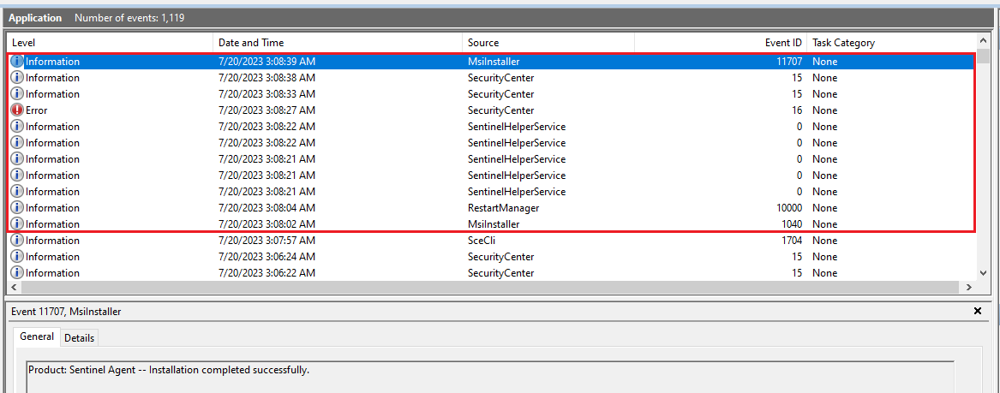 Application Number of events: 1,119
Level Date and Time Source Event ID Task Category
Information 7/20/2023 3:08:39 AM MsiInstaller 11707 None
Information 7/20/2023 3:08:38 AM SecurityCenter 15 None
Information 7/20/2023 3:08:33 AM SecurityCenter 15 None
Error 7/20/2023 3:08:27 AM SecurityCenter 16 None
Information 7/20/2023 3:08:22 AM SentinelHelperService 0 None
Information 7/20/2023 3:08:22 AM SentinelHelperService 0 None
Information 7/20/2023 3:08:21 AM SentinelHelperService 0 None
Information 7/20/2023 3:08:21 AM SentinelHelperService 0 None
Information 7/20/2023 3:08:21 AM SentinelHelperService 0 None
Information 7/20/2023 3:08:04 AM RestartManager 10000 None
Information 7/20/2023 3:08:02 AM MsiInstaller 1040 None
Information 7/20/2023 3:07:57 AM SceCli 1704 None
Information 7/20/2023 3:06:24 AM SecurityCenter 15 None
Information 7/20/2023 3:06:22 AM SecurityCenter 15 None
Event 11707, MsiInstaller
General Details
Product: Sentinel Agent -- Installation completed successfully.